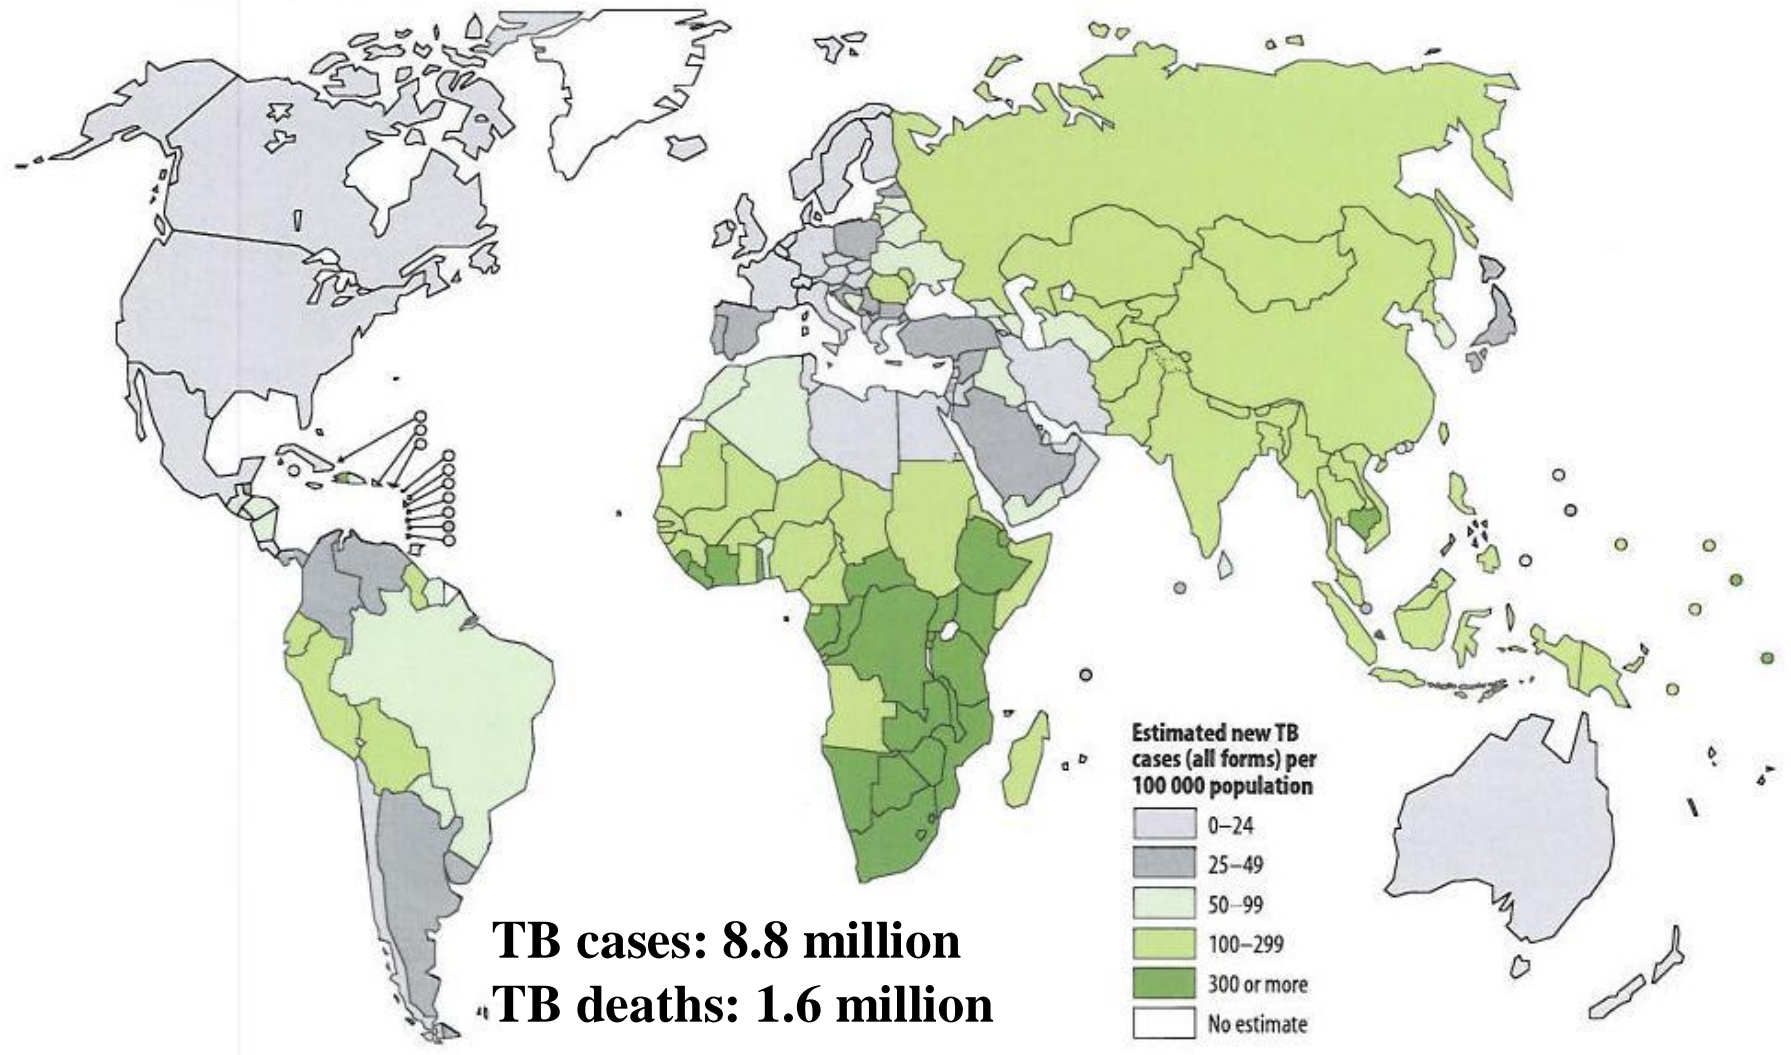 Estimated new TB
cases (all forms) per
100 000 population
0–24
25–49
50–99
100–299
300 or more
No estimate
TB cases: 8.8 million
TB deaths: 1.6 million